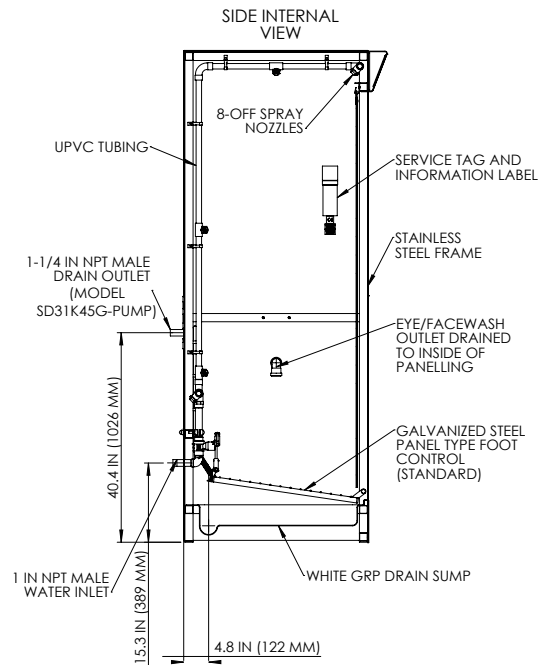 SIDE INTERNAL
VIEW
8-OFF SPRAY
NOZZLES
UPVC TUBING
SERVICE TAG AND
INFORMATION LABEL
1-1/4 IN NPT MALE
DRAIN OUTLET
(MODEL
SD31K45G-PUMP)
STAINLESS
STEEL FRAME
EYE/FACEWASH
OUTLET DRAINED
TO INSIDE OF
PANELLING
40.4 IN (1026 MM)
GALVANIZED STEEL
PANEL TYPE FOOT
CONTROL
(STANDARD)
1 IN NPT MALE
WATER INLET
15.3 IN (389 MM)
WHITE GRP DRAIN SUMP
4.8 IN (122 MM)